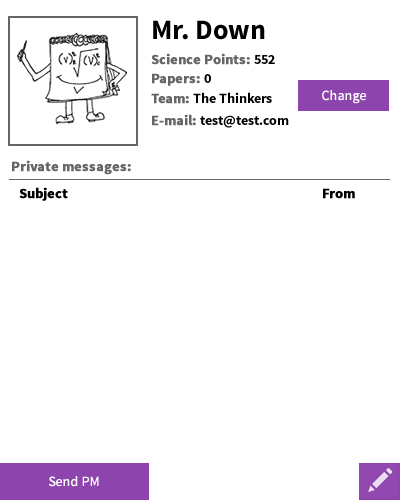 Mr. Down
Science Points: 552
Papers: 0
Team: The Thinkers
Change
E-mail: test@test.com
Private messages:
Subject From
Send PM